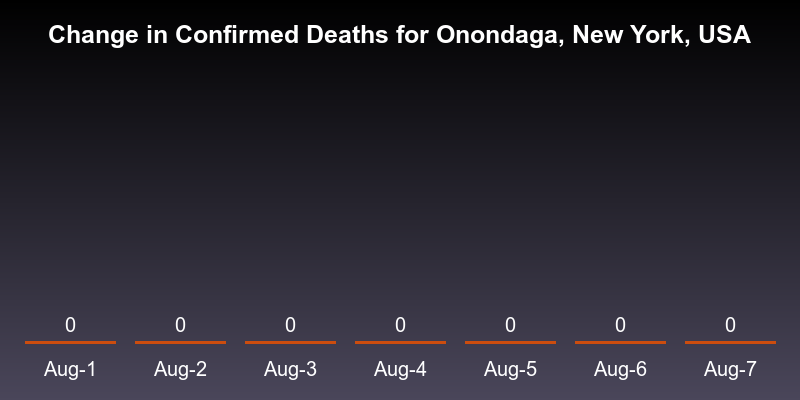 Change in Confirmed Deaths for Onondaga, New York, USA
0 0 0 0 0 0 0
Aug-1 Aug-2 Aug-3 Aug-4 Aug-5 Aug-6 Aug-7